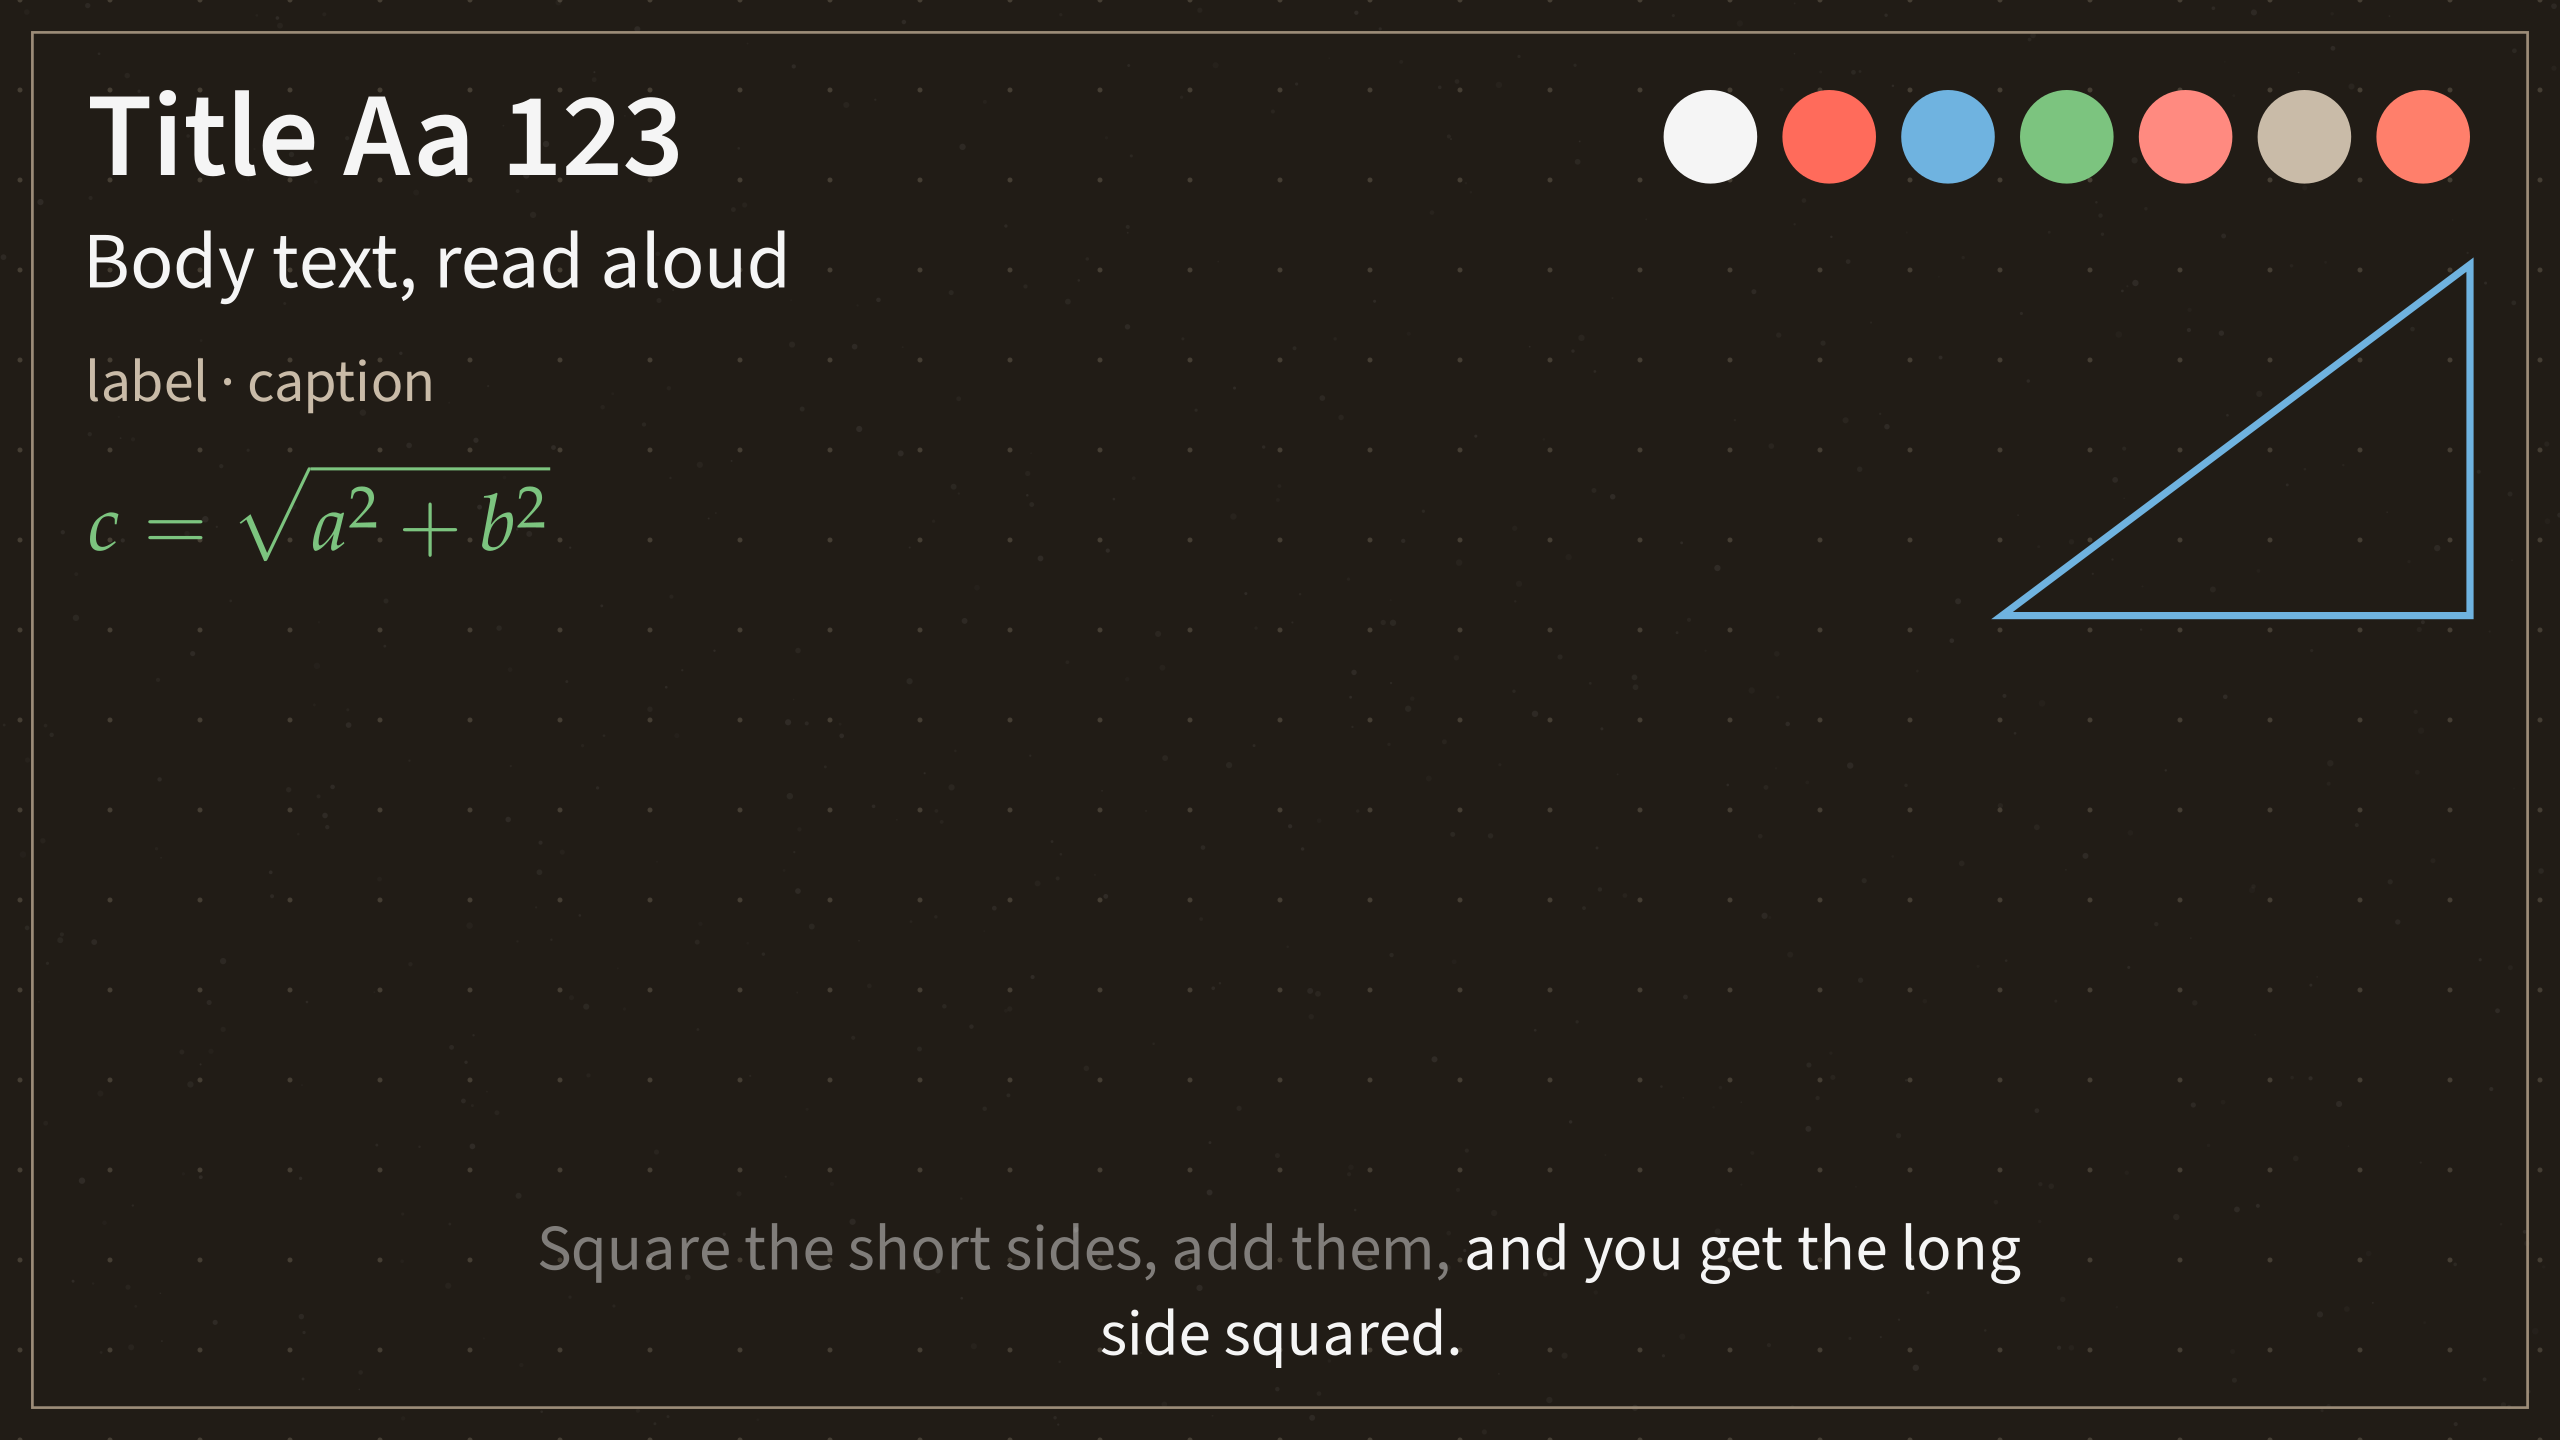 Title Aa 123
Body text, read aloud
label · caption
c = √a² + b²
Square the short sides, add them, and you get the long
side squared.